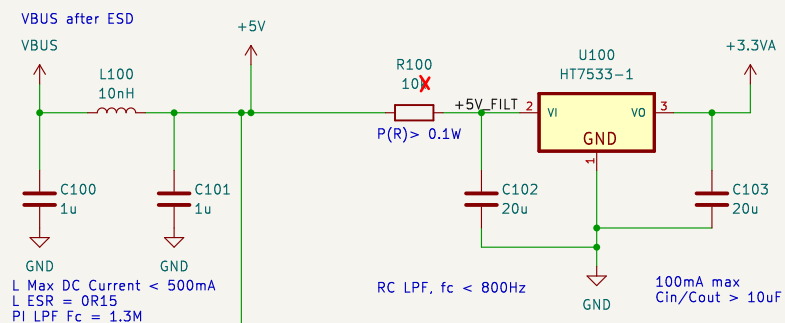 VBUS after ESD
VBUS
+5V
L100
10nH
R100
10
P(R)> 0.1W
+5V_FILT
U100
HT7533-1
2
VI
VO
3
GND
1
+3.3VA
C100
1u
C101
1u
C102
20u
C103
20u
GND
GND
GND
L Max DC Current < 500mA
L ESR = 0R15
PI LPF Fc = 1.3M
RC LPF, fc < 800Hz
100mA max
Cin/Cout > 10uF